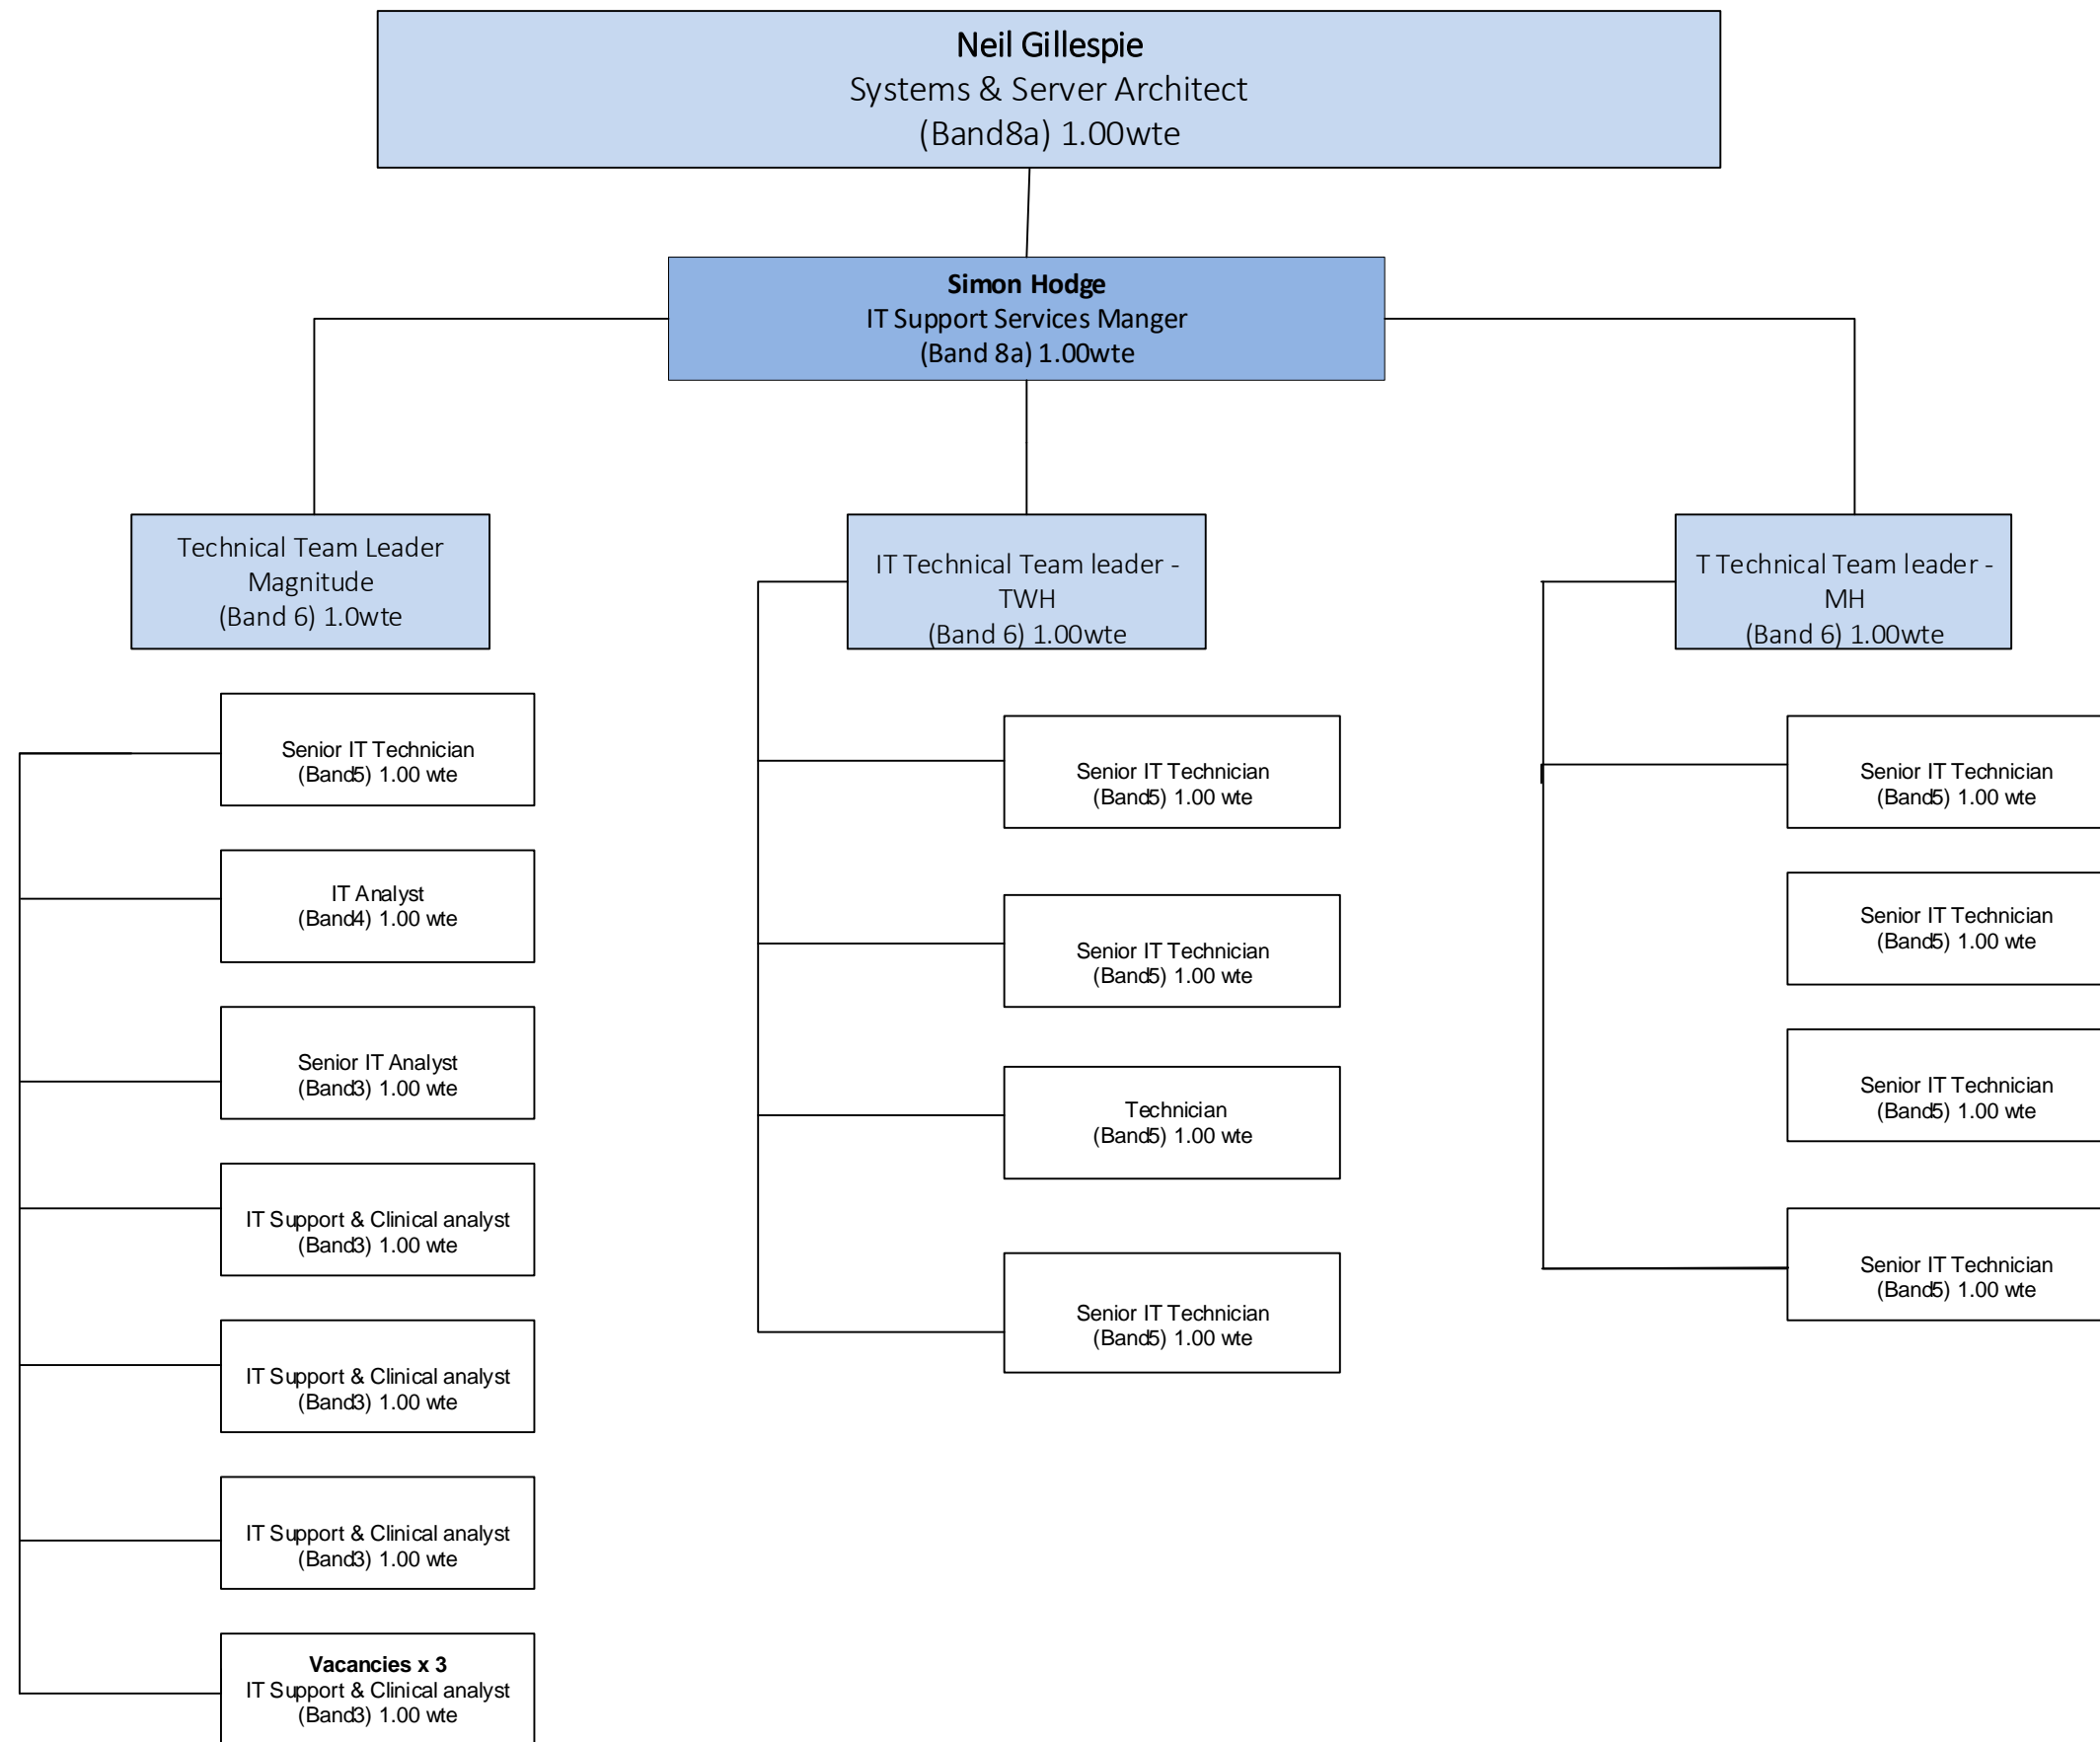 Neil Gillespie
Systems & Server Architect
(Band8a) 1.00wte
Simon Hodge
IT Support Services Manger
(Band 8a) 1.00wte
Technical Team Leader
Magnitude
(Band 6) 1.0wte
Senior IT Technician
(Band5) 1.00 wte
IT Analyst
(Band4) 1.00 wte
Senior IT Analyst
(Band3) 1.00 wte
IT Support & Clinical analyst
(Band3) 1.00 wte
IT Support & Clinical analyst
(Band3) 1.00 wte
IT Support & Clinical analyst
(Band3) 1.00 wte
Vacancies x 3
IT Support & Clinical analyst
(Band3) 1.00 wte
IT Technical Team leader -
TWH
(Band 6) 1.00wte
Senior IT Technician
(Band5) 1.00 wte
Senior IT Technician
(Band5) 1.00 wte
Technician
(Band5) 1.00 wte
Senior IT Technician
(Band5) 1.00 wte
T Technical Team leader -
MH
(Band 6) 1.00wte
Senior IT Technician
(Band5) 1.00 wte
Senior IT Technician
(Band5) 1.00 wte
Senior IT Technician
(Band5) 1.00 wte
Senior IT Technician
(Band5) 1.00 wte